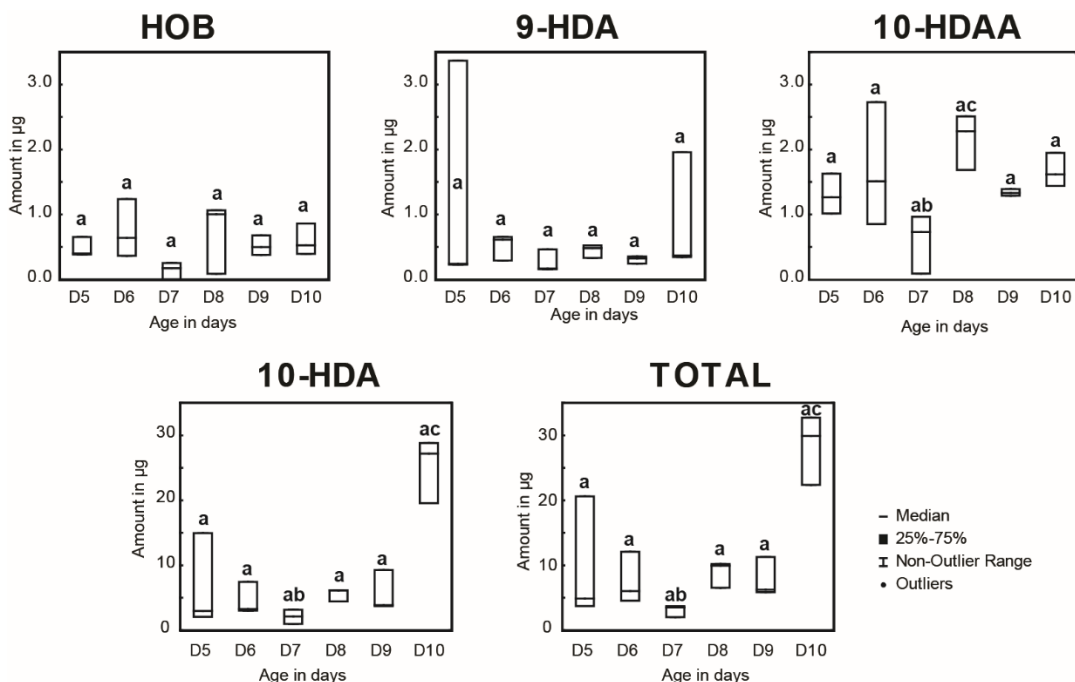 HOB
9-HDA
10-HDAA
Amount in µg
3.0
2.0
1.0
0.0
a
a
a
a
a
a
D5 D6 D7 D8 D9 D10
Age in days
Amount in µg
3.0
2.0
1.0
0.0
a
a
a
a
a
a
D5 D6 D7 D8 D9 D10
Age in days
Amount in µg
3.0
2.0
1.0
0.0
a
a
ab
ac
a
a
D5 D6 D7 D8 D9 D10
Age in days
10-HDA
TOTAL
Amount in µg
30
20
10
0
a
a
ab
a
a
ac
D5 D6 D7 D8 D9 D10
Age in days
Amount in µg
30
20
10
0
a
a
ab
a
a
ac
D5 D6 D7 D8 D9 D10
Age in days
Median
25%-75%
Non-Outlier Range
Outliers